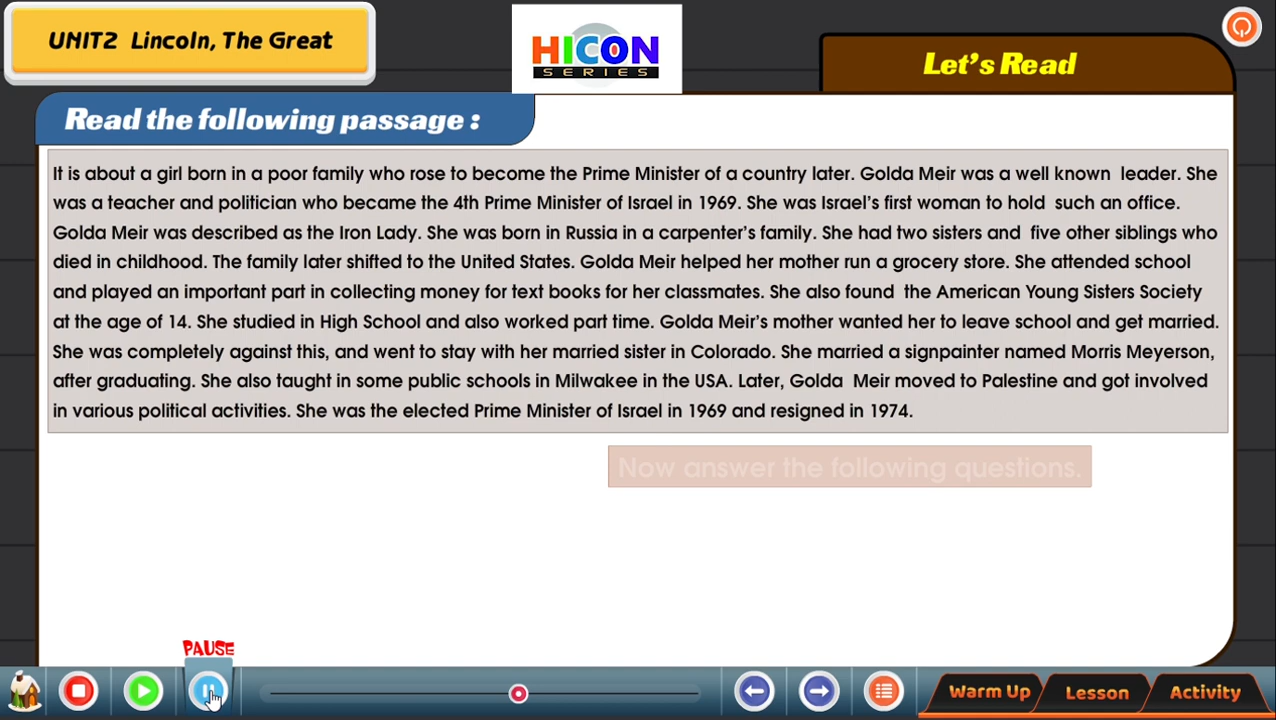 UNIT2 Lincoln, The Great
HICON
SERIES
Let's Read
Read the following passage :
It is about a girl born in a poor family who rose to become the Prime Minister of a country later. Golda Meir was a well known leader. She
was a teacher and politician who became the 4th Prime Minister of Israel in 1969. She was Israel's first woman to hold such an office.
Golda Meir was described as the Iron Lady. She was born in Russia in a carpenter's family. She had two sisters and five other siblings who
died in childhood. The family later shifted to the United States. Golda Meir helped her mother run a grocery store. She attended school
and played an important part in collecting money for text books for her classmates. She also found the American Young Sisters Society
at the age of 14. She studied in High School and also worked part time. Golda Meir's mother wanted her to leave school and get married.
She was completely against this, and went to stay with her married sister in Colorado. She married a signpainter named Morris Meyerson,
after graduating. She also taught in some public schools in Milwakee in the USA. Later, Golda Meir moved to Palestine and got involved
in various political activities. She was the elected Prime Minister of Israel in 1969 and resigned in 1974.
Now answer the following questions.
PAUSE
Warm Up
Lesson
Activity